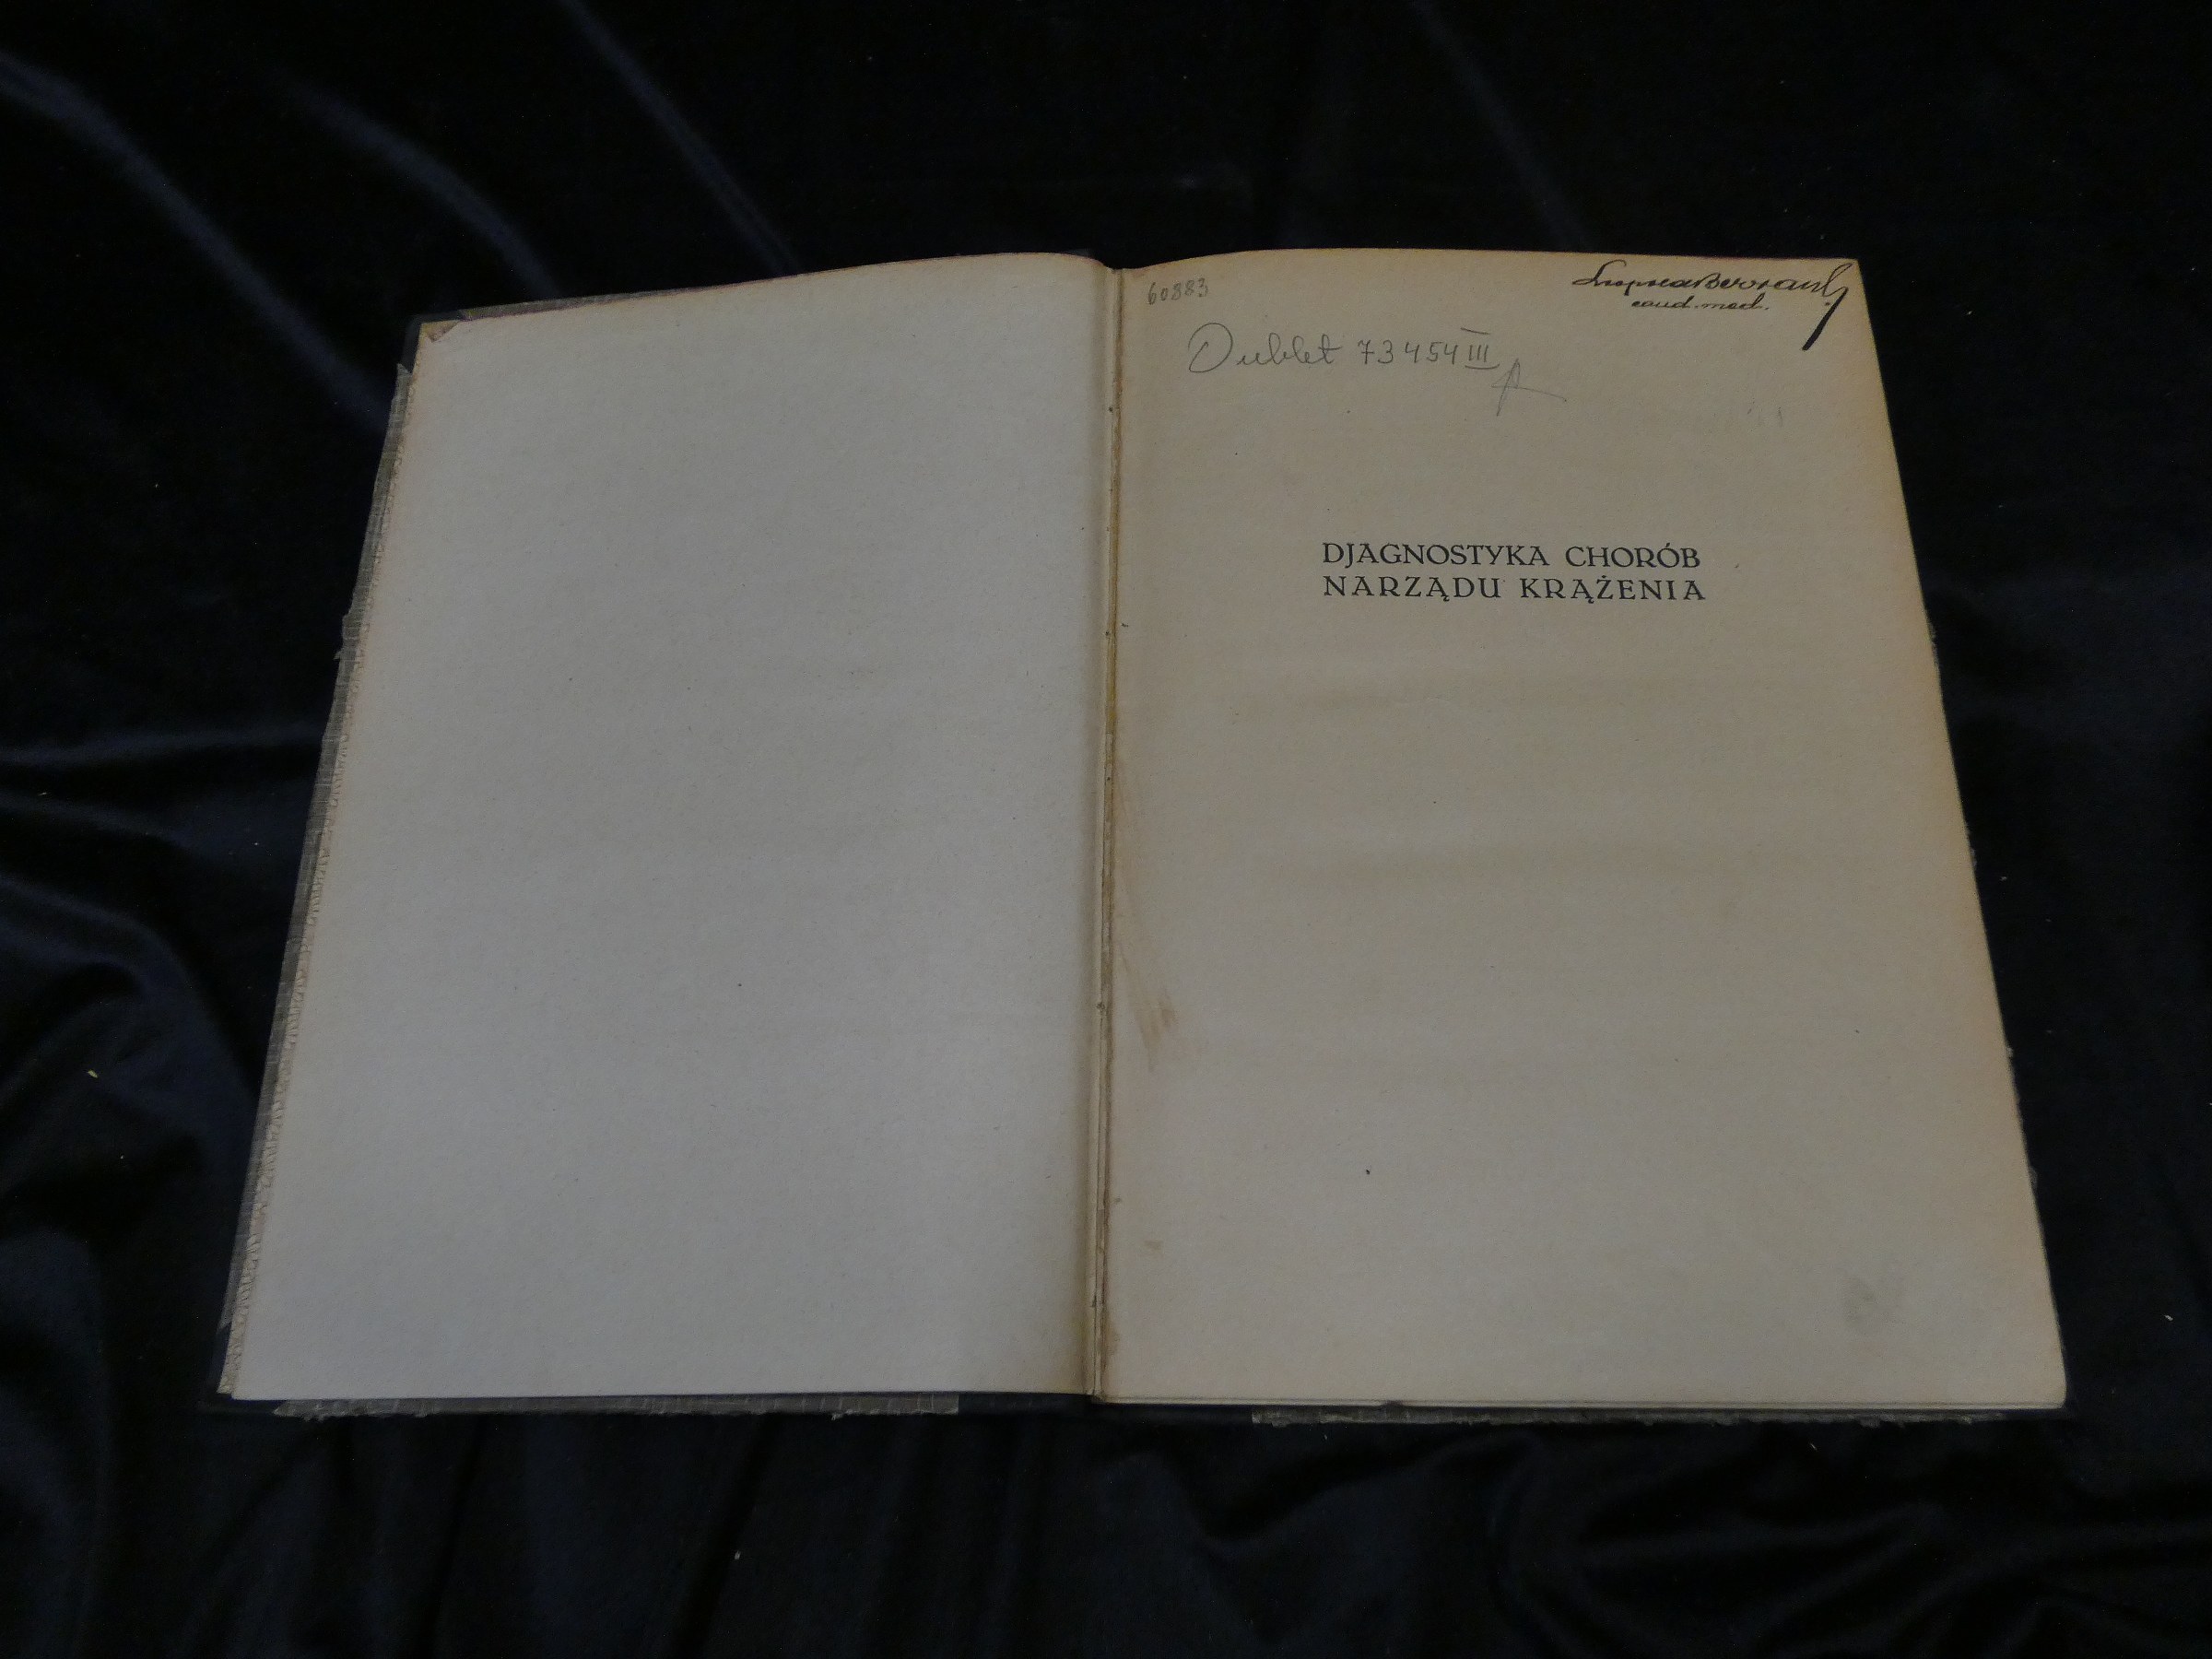 60883
cand. med.
Dublet 73454 III
DJAGNOSTYKA CHORÓB
NARZĄDU KRĄŻENIA